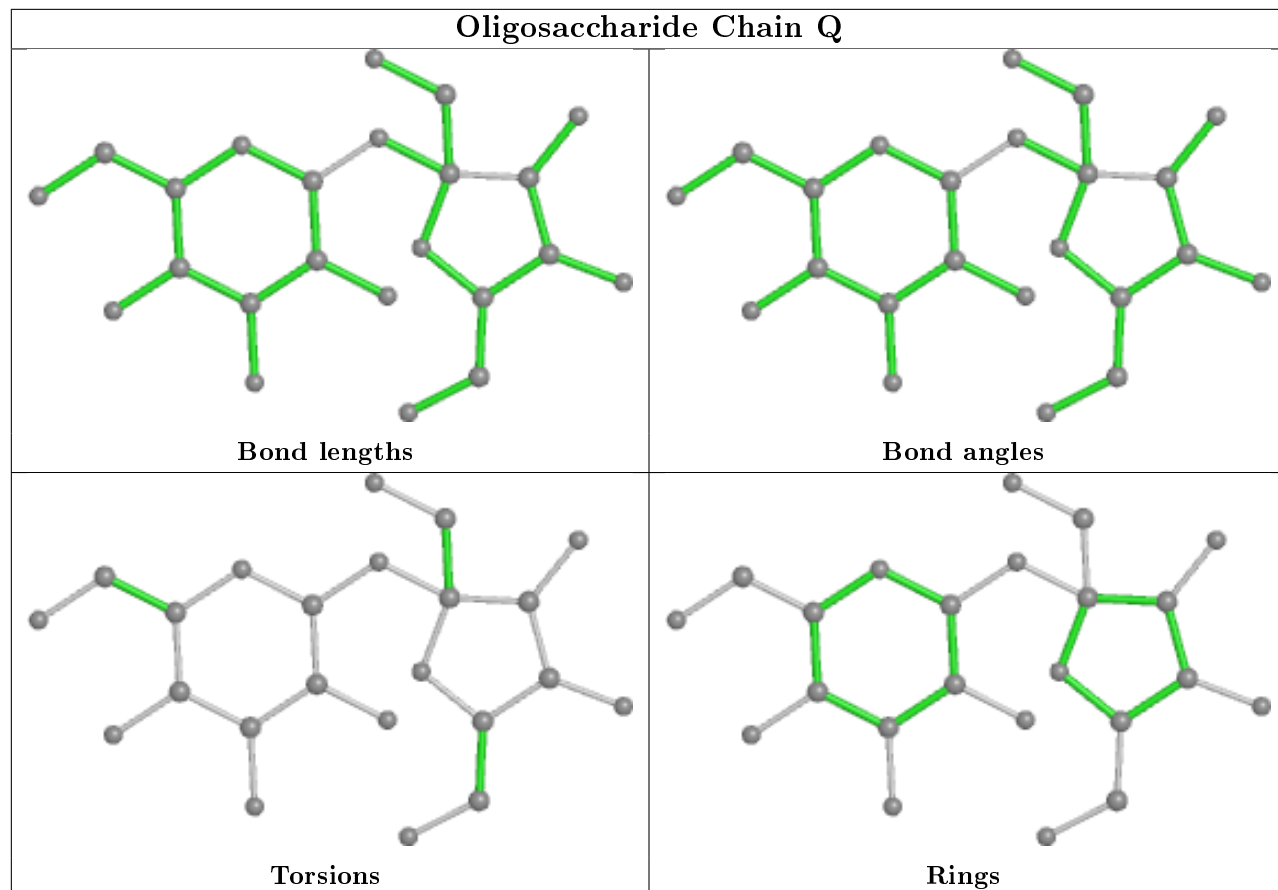 Oligosaccharide Chain Q
Bond lengths
Bond angles
Torsions
Rings